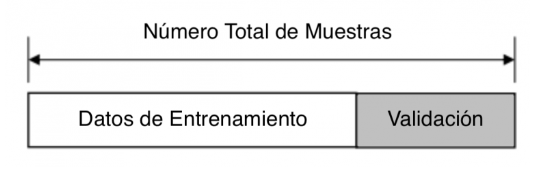 Número Total de Muestras
Datos de Entrenamiento
Validación